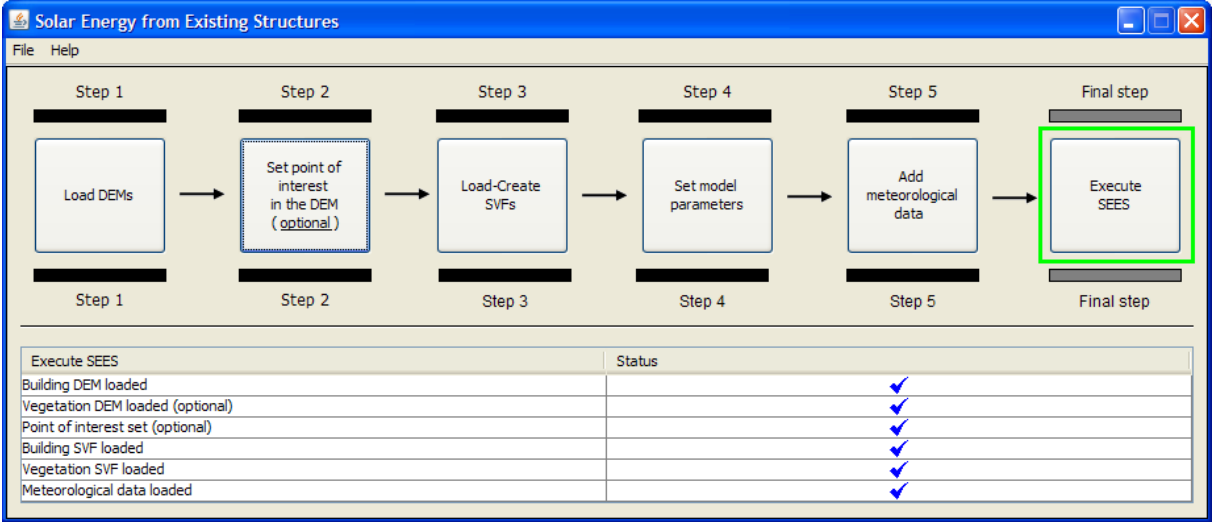 Solar Energy from Existing Structures
File Help
Step 1 Step 2 Step 3 Step 4 Step 5 Final step
Load DEMs
Set point of
interest
in the DEM
( optional )
Load-Create
SVFs
Set model
parameters
Add
meteorological
data
Execute
SEES
Step 1 Step 2 Step 3 Step 4 Step 5 Final step
Execute SEES Status
Building DEM loaded
Vegetation DEM loaded (optional)
Point of interest set (optional)
Building SVF loaded
Vegetation SVF loaded
Meteorological data loaded